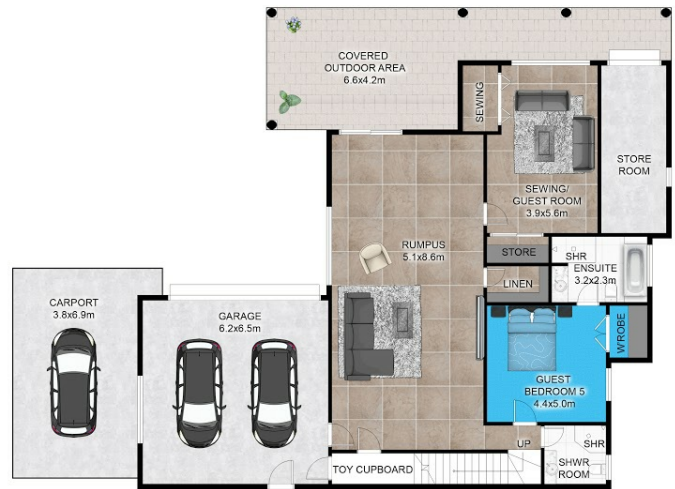 COVERED
OUTDOOR AREA
6.6x4.2m
SEWING
STORE
ROOM
SEWING/
GUEST ROOM
3.9x5.6m
RUMPUS
5.1x8.6m
STORE
SHR
ENSUITE
3.2x2.3m
LINEN
CARPORT
3.8x6.9m
GARAGE
6.2x6.5m
W'ROBE
GUEST
BEDROOM 5
4.4x5.0m
UP
SHR
TOY CUPBOARD
SHWR
ROOM